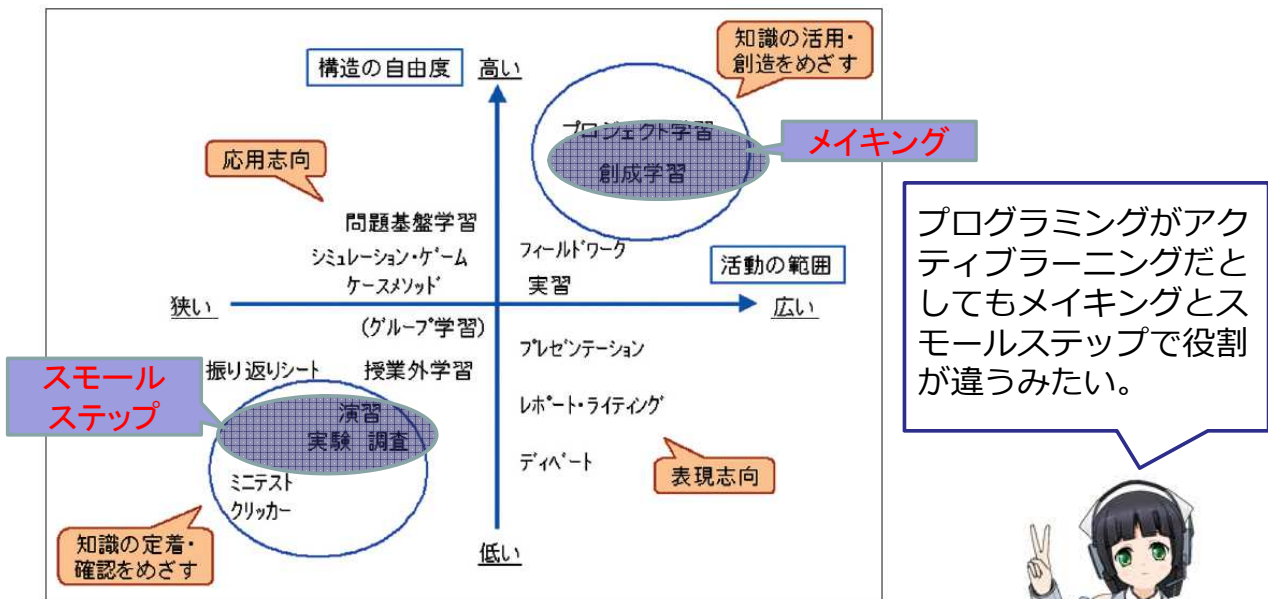 知識の活用・
創造をめざす
構造の自由度 高い
プロジェクト学習
メイキング
創成学習
応用志向
問題基盤学習
シミュレーション・ゲーム
ケースメソッド
フィールドワーク
実習
活動の範囲
狭い
広い
(グループ学習)
振り返りシート 授業外学習
プレゼンテーション
スモール
ステップ
演習
実験 調査
レポート・ライティング
ディベート
表現志向
ミニテスト
クリッカー
知識の定着・
確認をめざす
低い
プログラミングがアク
ティブラーニングだと
してもメイキングとス
モールステップで役割
が違うみたい。